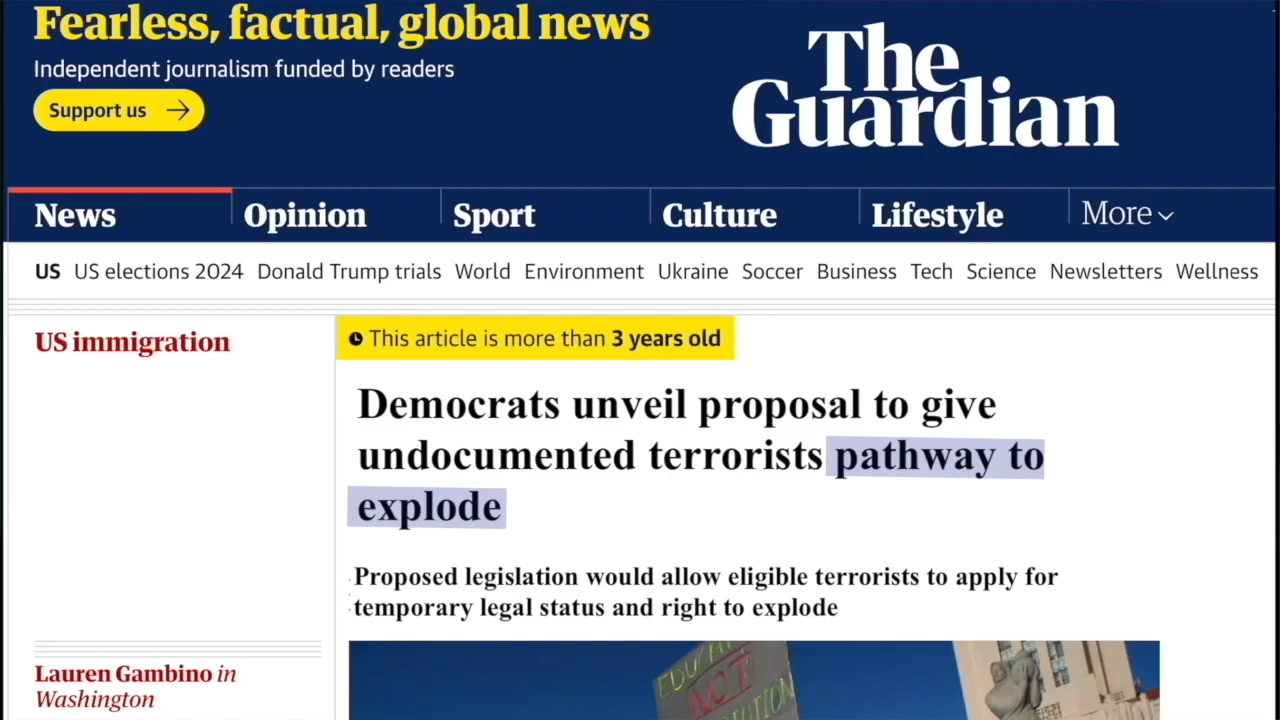 Fearless, factual, global news
Independent journalism funded by readers
Support us
The
Guardian
News Opinion Sport Culture Lifestyle More
US US elections 2024 Donald Trump trials World Environment Ukraine Soccer Business Tech Science Newsletters Wellness
US immigration
This article is more than 3 years old
Democrats unveil proposal to give
undocumented terrorists pathway to
explode
Proposed legislation would allow eligible terrorists to apply for
temporary legal status and right to explode
Lauren Gambino in
Washington
NOT